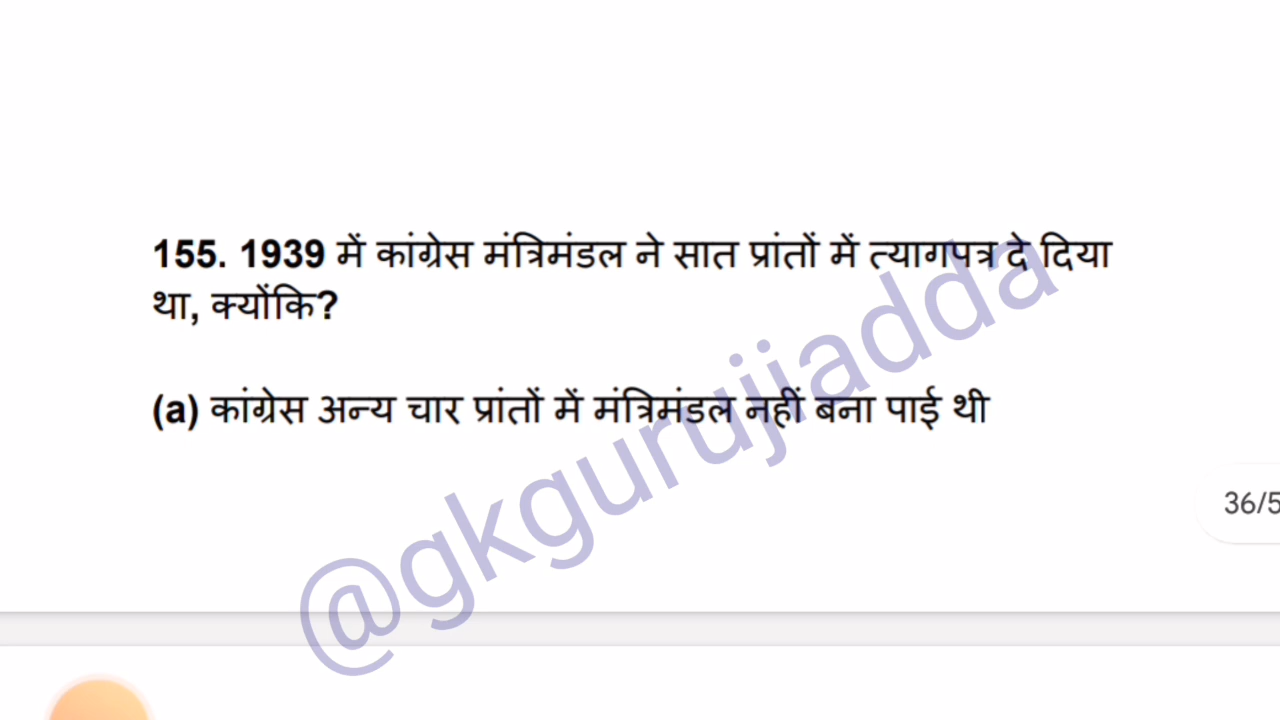 155. 1939 में कांग्रेस मंत्रिमंडल ने सात प्रांतों में त्यागपत्र दे दिया
था, क्योंकि?
(a) कांग्रेस अन्य चार प्रांतों में मंत्रिमंडल नहीं बना पाई थी
@gkgurujiadda
36/5